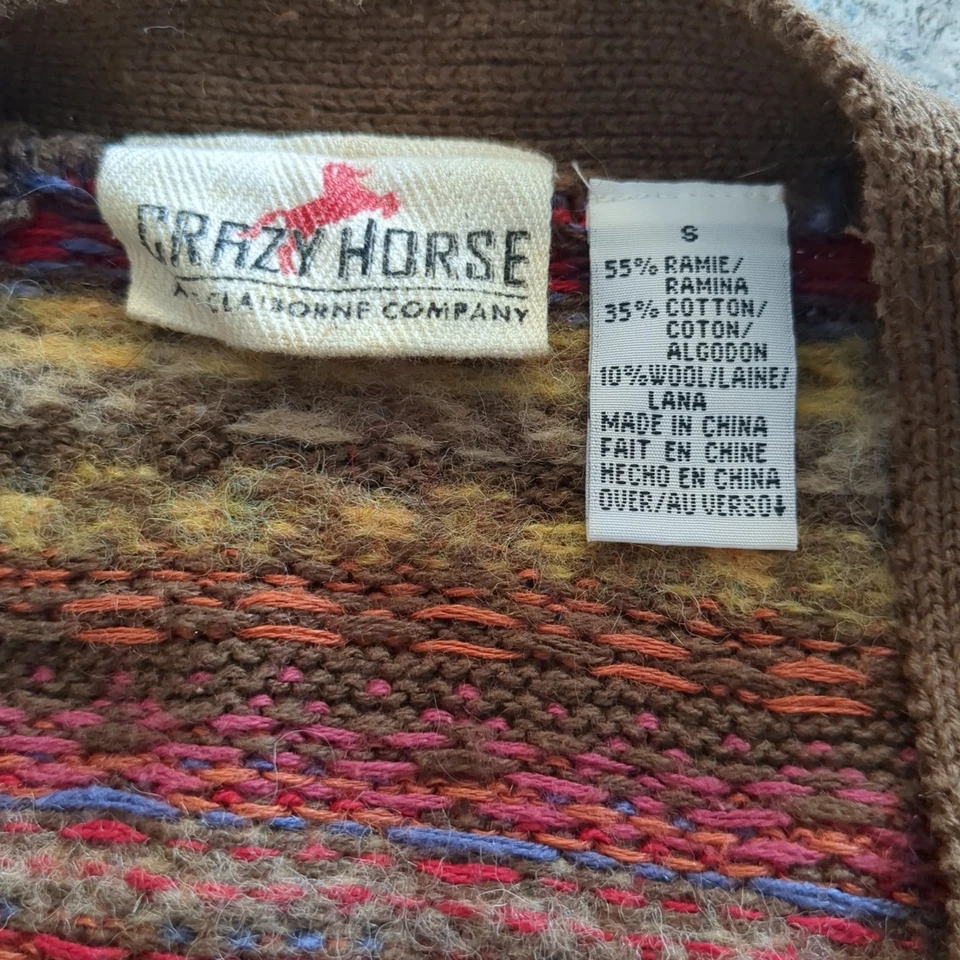 CRAZY HORSE
A CLAIBORNE COMPANY
S
55% RAMIE/
RAMINA
35% COTTON/
COTON/
ALGODON
10% WOOL/LAINE/
LANA
MADE IN CHINA
FAIT EN CHINE
HECHO EN CHINA
OVER/AU VERSO↓